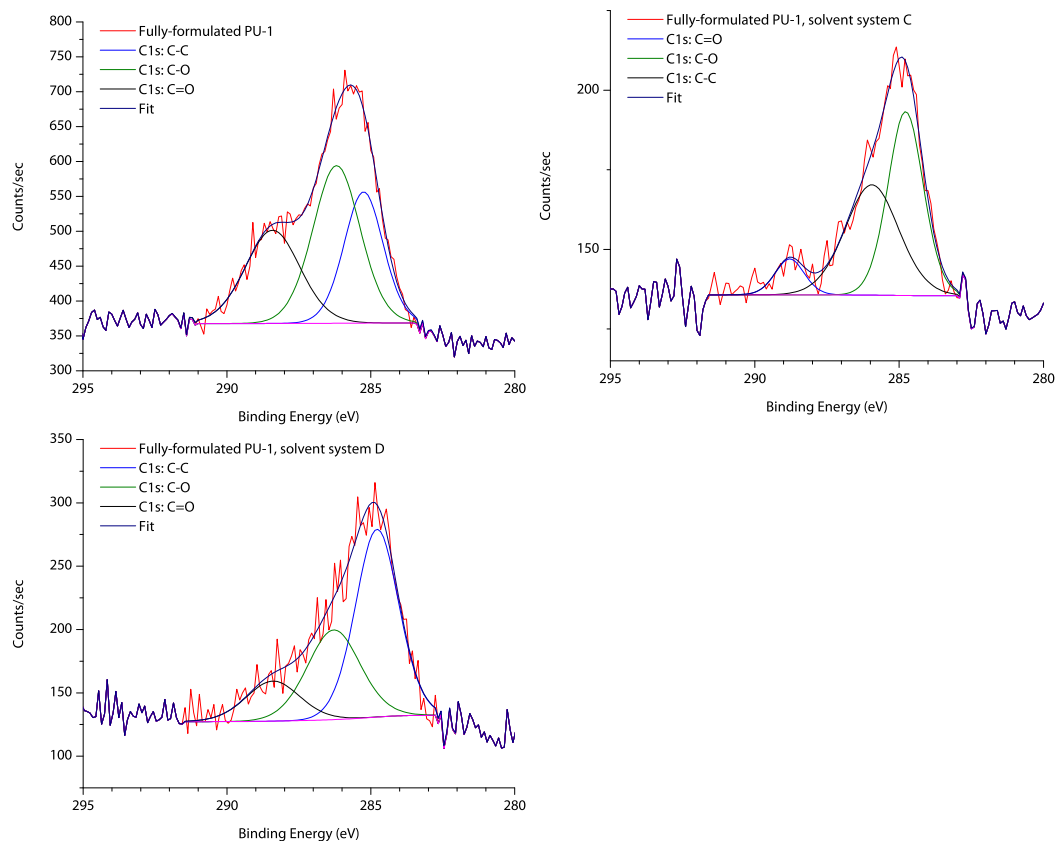 800
750
700
650
600
550
500
450
400
350
300
295
290
285
280
Counts/sec
Binding Energy (eV)
Fully-formulated PU-1
C1s: C-C
C1s: C-O
C1s: C=O
Fit
200
150
295
290
285
280
Counts/sec
Binding Energy (eV)
Fully-formulated PU-1, solvent system C
C1s: C=O
C1s: C-O
C1s: C-C
Fit
350
300
250
200
150
100
295
290
285
280
Counts/sec
Binding Energy (eV)
Fully-formulated PU-1, solvent system D
C1s: C-C
C1s: C-O
C1s: C=O
Fit